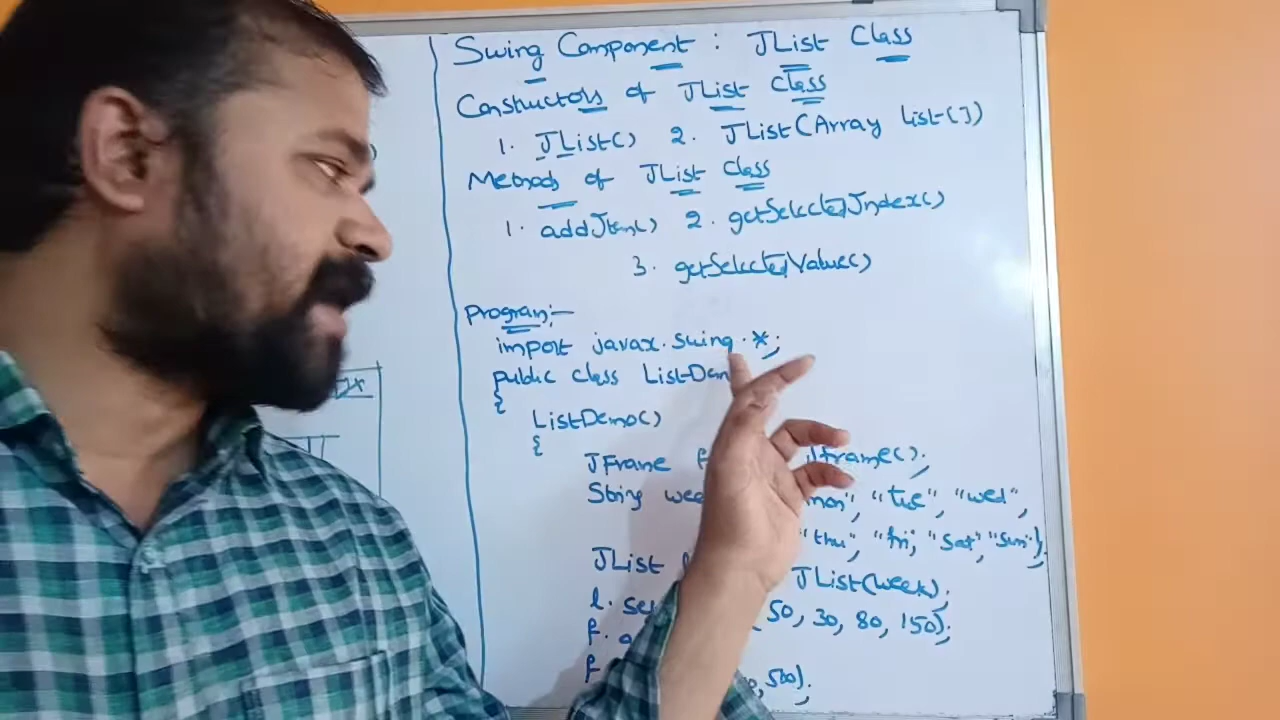 Swing Component : JList Class
Constructors of JList Class
1. JList() 2. JList(Array list[])
Methods of JList Class
1. addItem() 2. getSelectedIndex()
3. getSelectedValue()
Program:-
import javax.swing.*;
public class ListDem
{
ListDemo()
{
JFrame f Jframe();
String wee "mon", "tue", "wed",
"thu", "fri", "sat", "sun"};
JList l JList(week);
l. se 50, 30, 80, 150);
f.
f , 500);